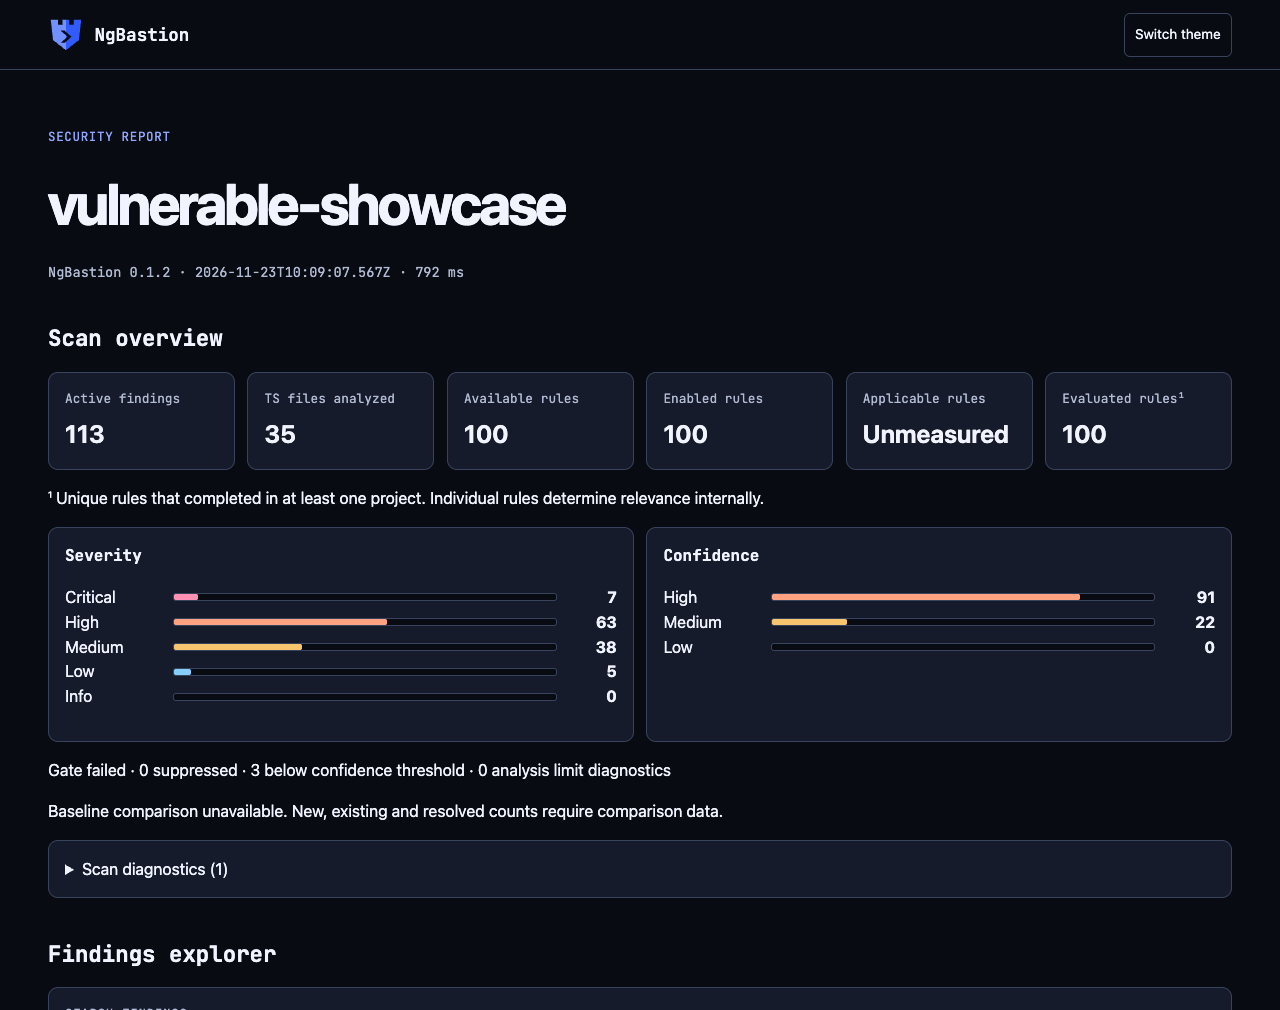 NgBastion
Switch theme
SECURITY REPORT
vulnerable-showcase
NgBastion 0.1.2 · 2026-11-23T10:09:07.567Z · 792 ms
Scan overview
Active findings
113
TS files analyzed
35
Available rules
100
Enabled rules
100
Applicable rules
Unmeasured
Evaluated rules¹
100
¹ Unique rules that completed in at least one project. Individual rules determine relevance internally.
Severity
Critical 7
High 63
Medium 38
Low 5
Info 0
Confidence
High 91
Medium 22
Low 0
Gate failed · 0 suppressed · 3 below confidence threshold · 0 analysis limit diagnostics
Baseline comparison unavailable. New, existing and resolved counts require comparison data.
Scan diagnostics (1)
Findings explorer